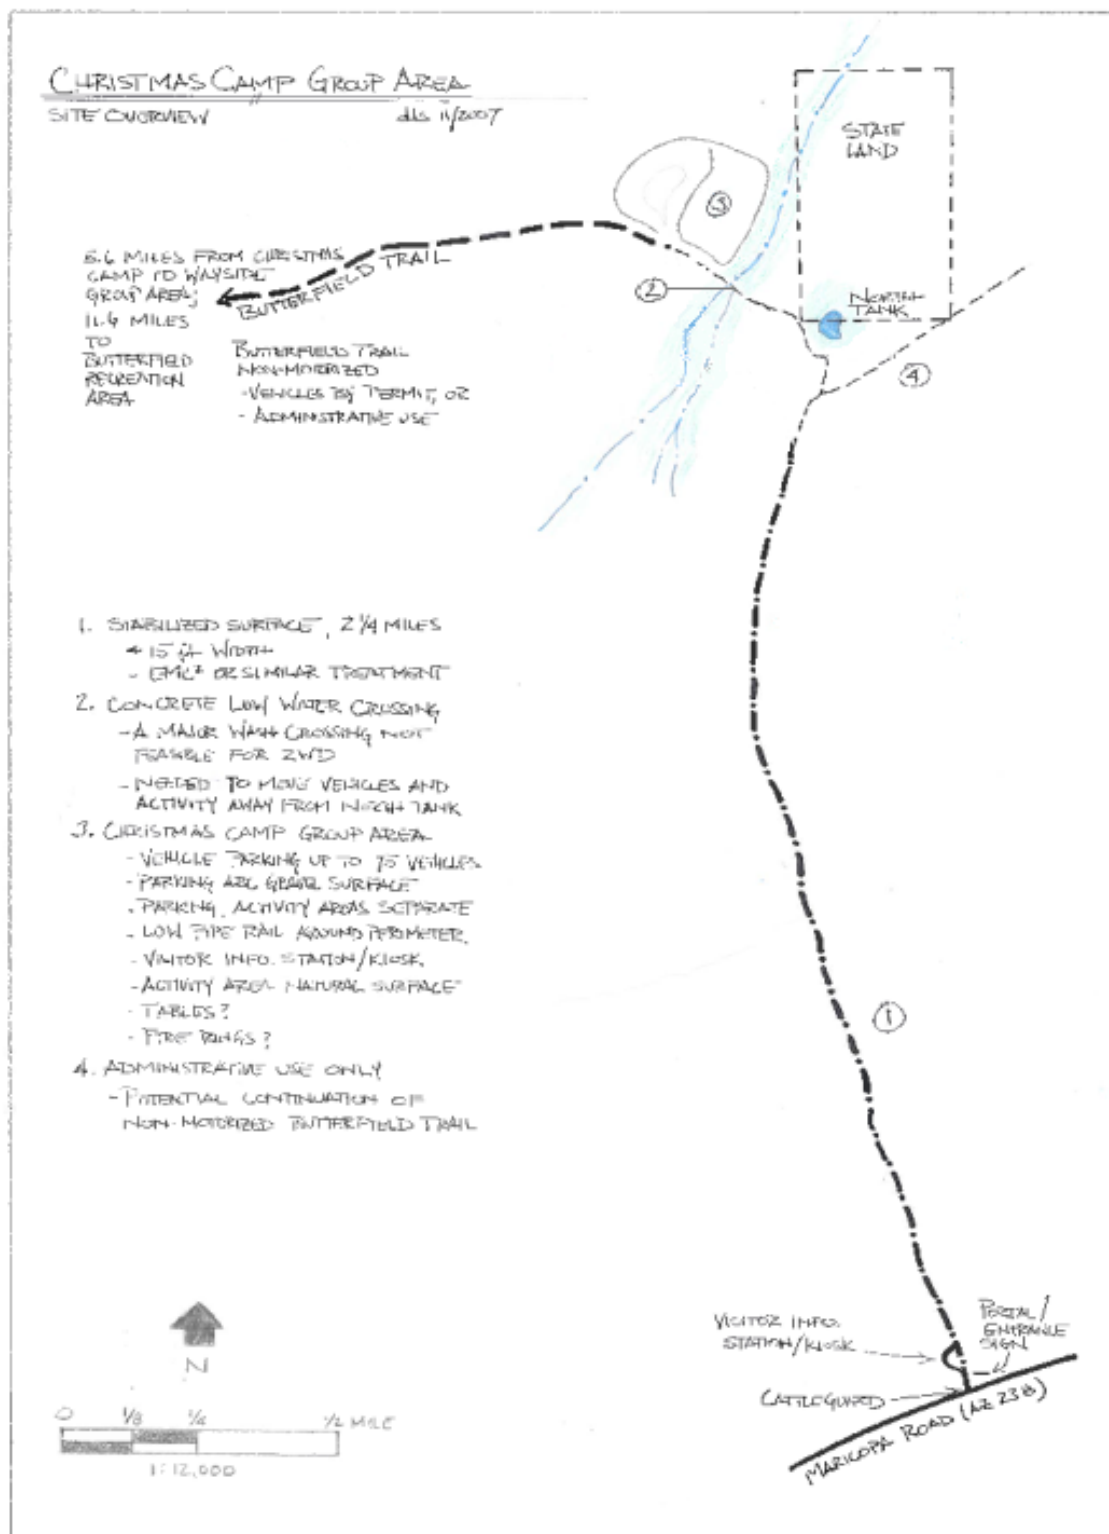 CHRISTMAS CAMP GROUP AREA
SITE OVERVIEW dls 11/2007
STATE
LAND
3
5.6 MILES FROM CHRISTMAS
CAMP TO WAYSIDE
GROUP AREA;
11.4 MILES
TO
BUTTERFIELD
RECREATION
AREA
BUTTERFIELD TRAIL
2
NORTH
TANK
4
BUTTERFIELD TRAIL
NON-MOTORIZED
- VEHICLES BY PERMIT, OR
- ADMINISTRATIVE USE
1. STABILIZED SURFACE, 2 1/4 MILES
15 ft WIDTH
- EMC² OR SIMILAR TREATMENT
2. CONCRETE LOW WATER CROSSING
- A MAJOR WASH CROSSING NOT
FEASIBLE FOR 2WD
- NEEDED TO MOVE VEHICLES AND
ACTIVITY AWAY FROM NORTH TANK
3. CHRISTMAS CAMP GROUP AREA
- VEHICLE PARKING UP TO 75 VEHICLES
- PARKING ABC GRAVEL SURFACE
- PARKING, ACTIVITY AREAS SEPARATE
- LOW PIPE RAIL AROUND PERIMETER
- VISITOR INFO. STATION/KIOSK
- ACTIVITY AREA NATURAL SURFACE
- TABLES?
- FIRE RINGS?
4. ADMINISTRATIVE USE ONLY
- POTENTIAL CONTINUATION OF
NON-MOTORIZED BUTTERFIELD TRAIL
1
VISITOR INFO.
STATION/KIOSK
PORTAL/
ENTRANCE
SIGN
CATTLEGUARD
MARICOPA ROAD (AZ 238)
N
0 1/8 1/4 1/2 MILE
1:12,000